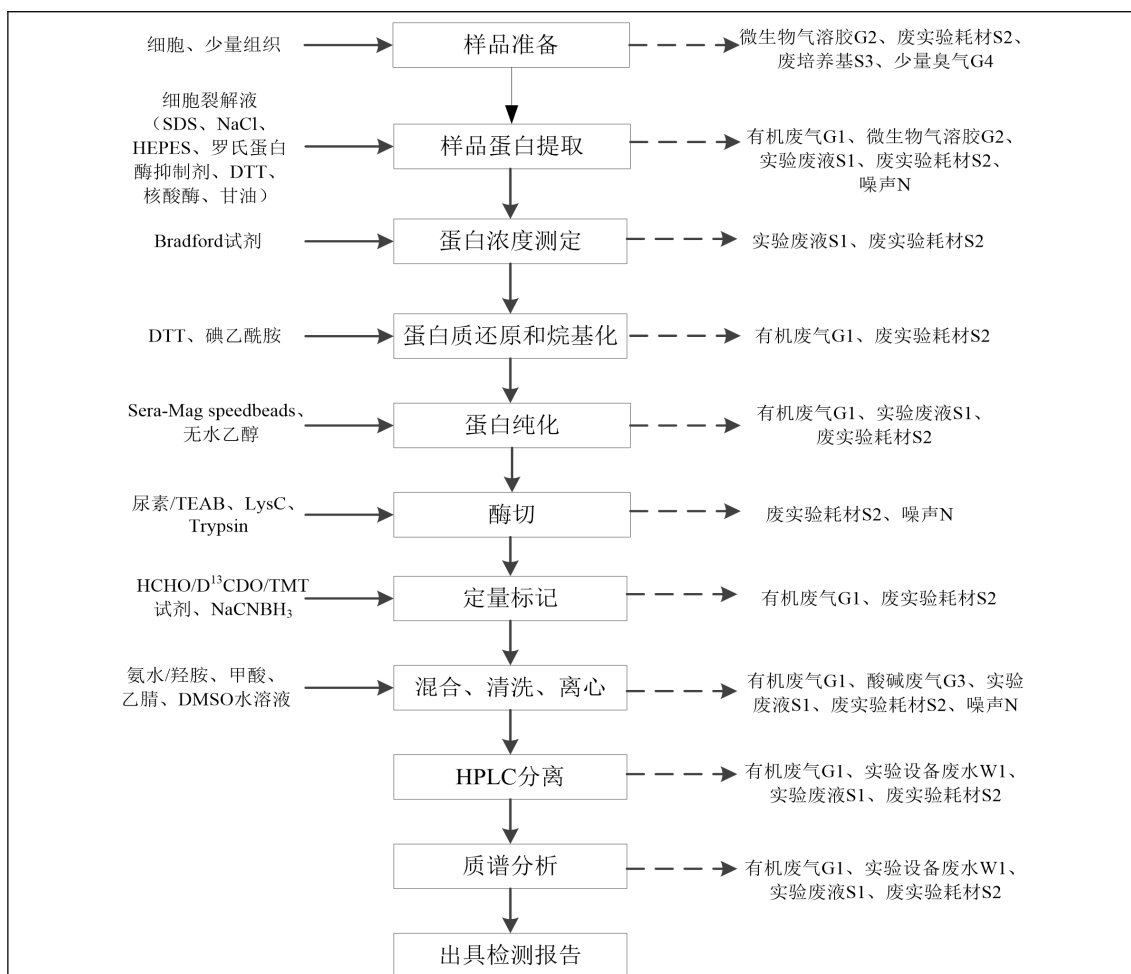 细胞、少量组织
样品准备
微生物气溶胶G2、废实验耗材S2、
废培养基S3、少量臭气G4
细胞裂解液
（SDS、NaCl、
HEPES、罗氏蛋白
酶抑制剂、DTT、
核酸酶、甘油）
样品蛋白提取
有机废气G1、微生物气溶胶G2、
实验废液S1、废实验耗材S2、
噪声N
Bradford试剂
蛋白浓度测定
实验废液S1、废实验耗材S2
DTT、碘乙酰胺
蛋白质还原和烷基化
有机废气G1、废实验耗材S2
Sera-Mag speedbeads、
无水乙醇
蛋白纯化
有机废气G1、实验废液S1、
废实验耗材S2
尿素/TEAB、LysC、
Trypsin
酶切
废实验耗材S2、噪声N
HCHO/D¹³CDO/TMT
试剂、NaCNBH₃
定量标记
有机废气G1、废实验耗材S2
氨水/羟胺、甲酸、
乙腈、DMSO水溶液
混合、清洗、离心
有机废气G1、酸碱废气G3、实验
废液S1、废实验耗材S2、噪声N
HPLC分离
有机废气G1、实验设备废水W1、
实验废液S1、废实验耗材S2
质谱分析
有机废气G1、实验设备废水W1、
实验废液S1、废实验耗材S2
出具检测报告